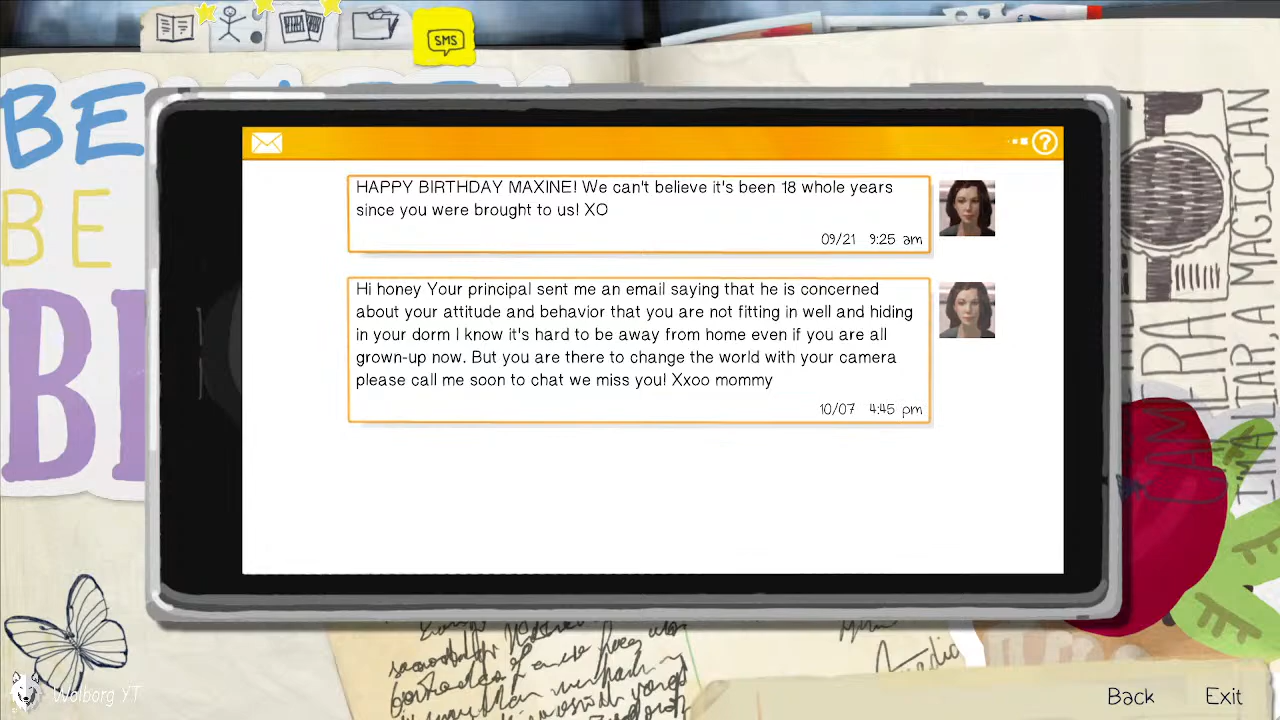 SMS
BE
BE
HAPPY BIRTHDAY MAXINE! We can't believe it's been 18 whole years
since you were brought to us! XO
09/21 9:25 am
Hi honey Your principal sent me an email saying that he is concerned
about your attitude and behavior that you are not fitting in well and hiding
in your dorm I know it's hard to be away from home even if you are all
grown-up now. But you are there to change the world with your camera
please call me soon to chat we miss you! Xxoo mommy
10/07 4:45 pm
?
CAMERA
A MAGICIAN
Wolborg YT
Back
Exit